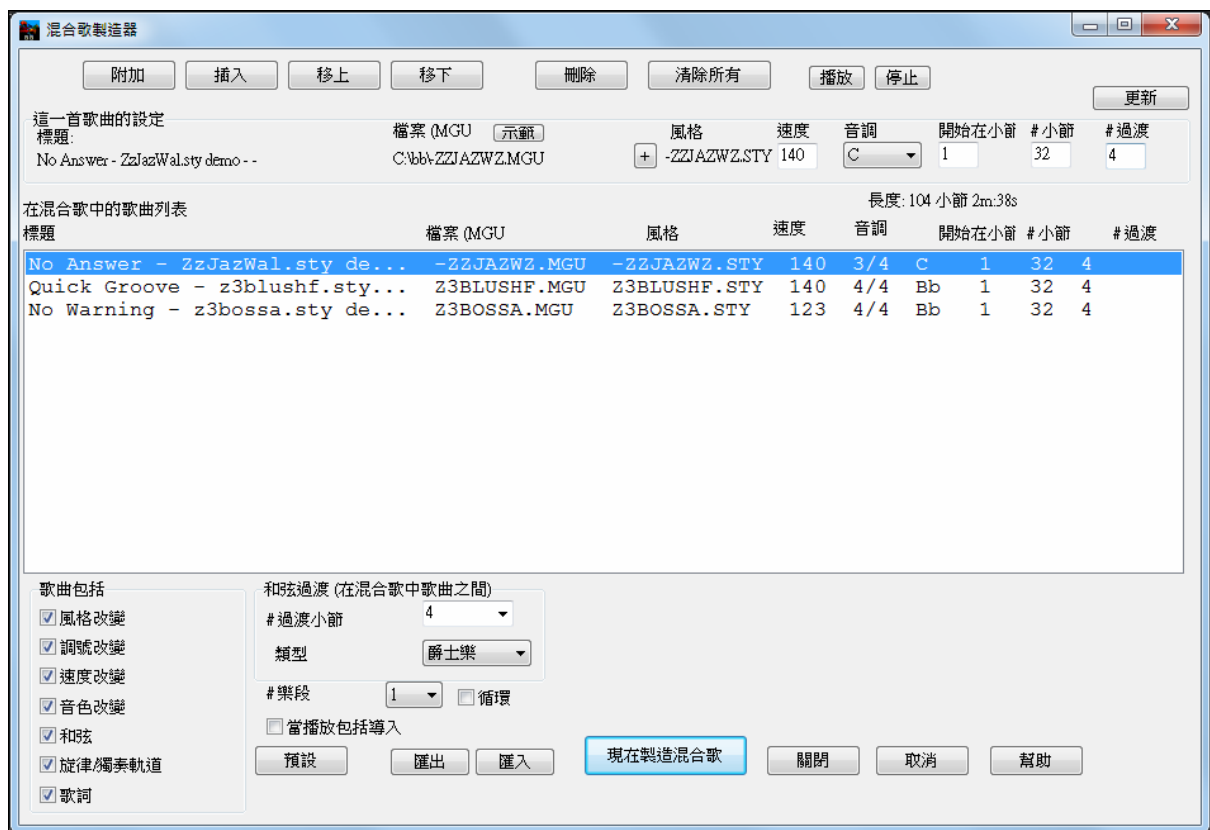 混合歌製造器
附加 插入 移上 移下 刪除 清除所有 播放 停止
更新
這一首歌曲的設定
標題: 檔案 (MGU 示範 風格 速度 音調 開始在小節 #小節 #過渡
No Answer - ZzJazWal.sty demo - - C:\bb\-ZZJAZWZ.MGU + -ZZJAZWZ.STY 140 C 1 32 4
長度: 104 小節 2m:38s
在混合歌中的歌曲列表
標題 檔案 (MGU 風格 速度 音調 開始在小節 #小節 #過渡
No Answer - ZzJazWal.sty de... -ZZJAZWZ.MGU -ZZJAZWZ.STY 140 3/4 C 1 32 4
Quick Groove - z3blushf.sty... Z3BLUSHF.MGU Z3BLUSHF.STY 140 4/4 Bb 1 32 4
No Warning - z3bossa.sty de... Z3BOSSA.MGU Z3BOSSA.STY 123 4/4 Bb 1 32 4
歌曲包括
風格改變
調號改變
速度改變
音色改變
和弦
旋律/獨奏軌道
歌詞
和弦過渡 (在混合歌中歌曲之間)
#過渡小節 4
類型 爵士樂
#樂段 1 循環
當播放包括導入
預設 匯出 匯入 現在製造混合歌 關閉 取消 幫助